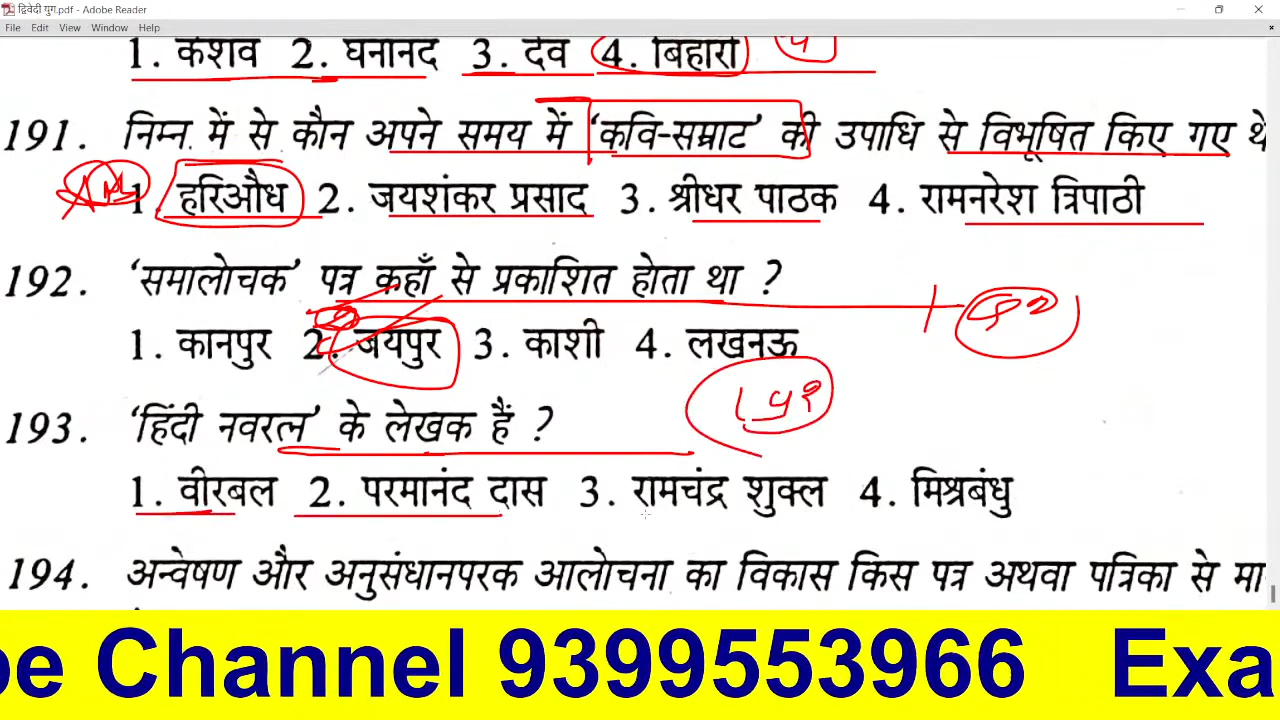 द्विवेदी युग.pdf - Adobe Reader
File Edit View Window Help
1. केशव 2. घनानंद 3. देव 4. बिहारी
191. निम्न में से कौन अपने समय में 'कवि-सम्राट' की उपाधि से विभूषित किए गए थे
1 हरिऔध 2. जयशंकर प्रसाद 3. श्रीधर पाठक 4. रामनरेश त्रिपाठी
192. 'समालोचक' पत्र कहाँ से प्रकाशित होता था ?
1. कानपुर 2. जयपुर 3. काशी 4. लखनऊ
193. 'हिंदी नवरत्न' के लेखक हैं ?
1. वीरबल 2. परमानंद दास 3. रामचंद्र शुक्ल 4. मिश्रबंधु
194. अन्वेषण और अनुसंधानपरक आलोचना का विकास किस पत्र अथवा पत्रिका से मा
be Channel 9399553966 Exa